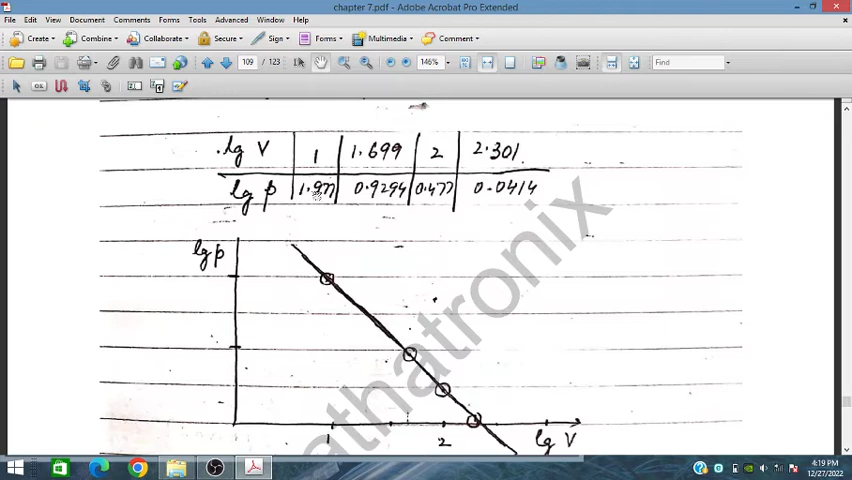 chapter 7.pdf - Adobe Acrobat Pro Extended
File Edit View Document Comments Forms Tools Advanced Window Help
Create Combine Collaborate Secure Sign Forms Multimedia Comment
109 / 123 146% Find
lg V 1 1.699 2 2.301
lg p 1.977 0.9294 0.477 0.0414
lg p
1 2 lg V
mathatronix
4:19 PM
12/27/2022